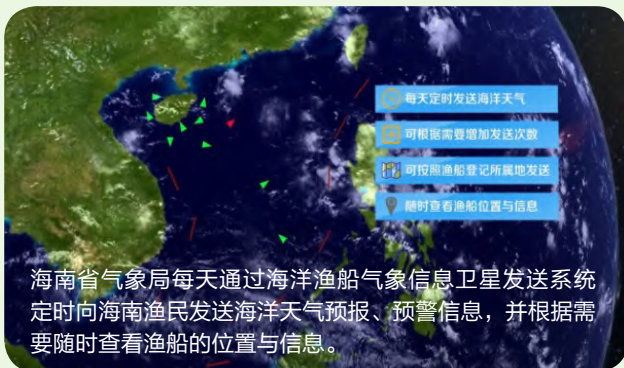 每天定时发送海洋天气
可根据需要增加发送次数
可按照渔船登记所属地发送
随时查看渔船位置与信息
海南省气象局每天通过海洋渔船气象信息卫星发送系统
定时向海南渔民发送海洋天气预报、预警信息，并根据需
要随时查看渔船的位置与信息。